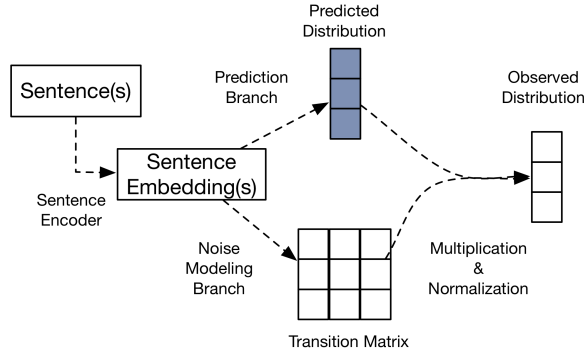 Predicted
Distribution
Sentence(s)
Prediction
Branch
Observed
Distribution
Sentence
Embedding(s)
Sentence
Encoder
Noise
Modeling
Branch
Multiplication
&
Normalization
Transition Matrix